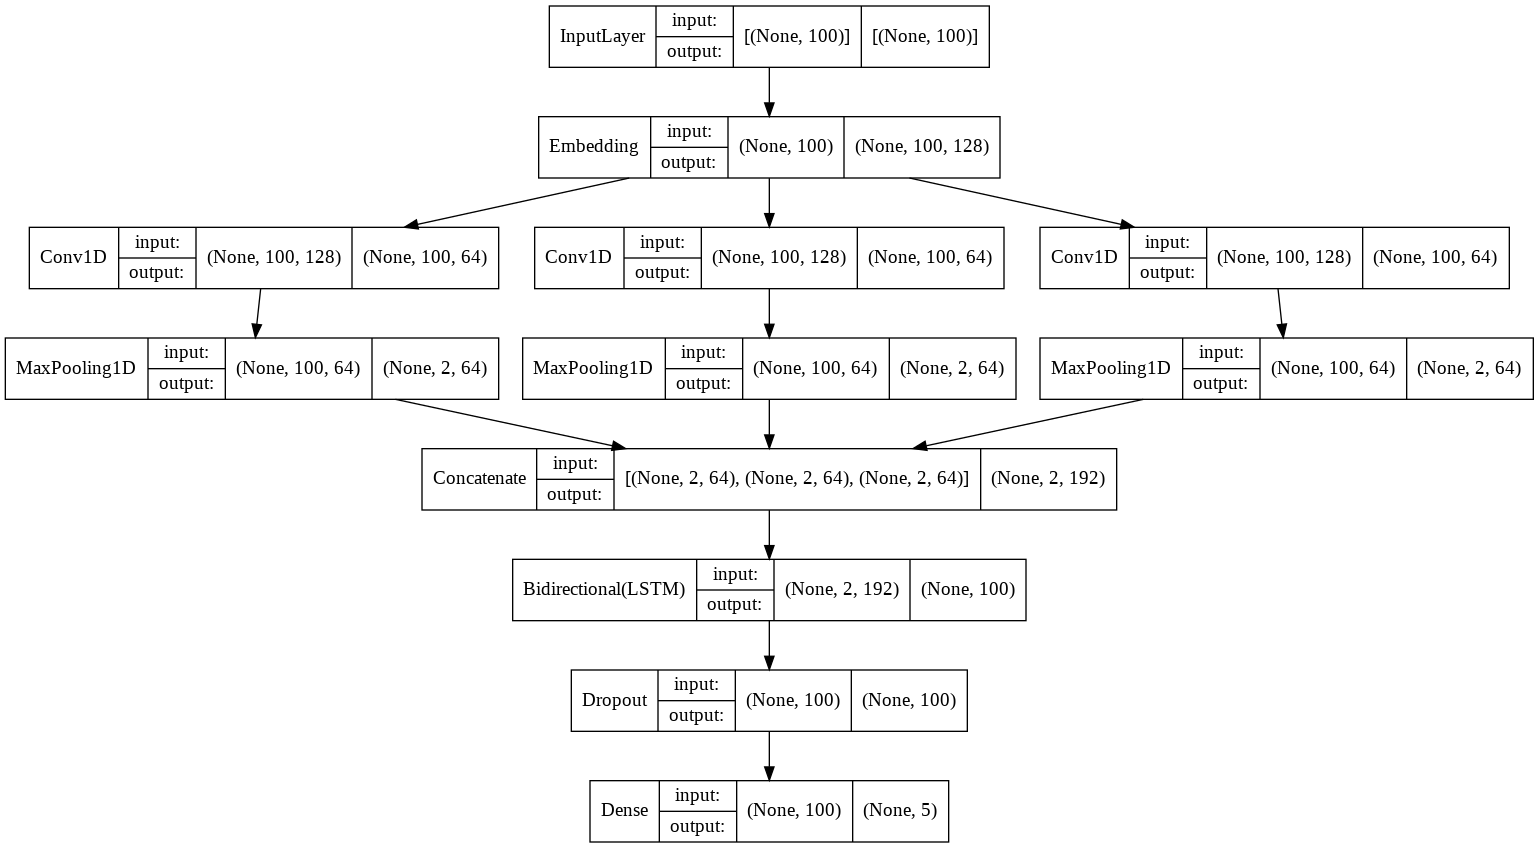 InputLayer input: output: [(None, 100)] [(None, 100)]
Embedding input: output: (None, 100) (None, 100, 128)
Conv1D input: output: (None, 100, 128) (None, 100, 64)
Conv1D input: output: (None, 100, 128) (None, 100, 64)
Conv1D input: output: (None, 100, 128) (None, 100, 64)
MaxPooling1D input: output: (None, 100, 64) (None, 2, 64)
MaxPooling1D input: output: (None, 100, 64) (None, 2, 64)
MaxPooling1D input: output: (None, 100, 64) (None, 2, 64)
Concatenate input: output: [(None, 2, 64), (None, 2, 64), (None, 2, 64)] (None, 2, 192)
Bidirectional(LSTM) input: output: (None, 2, 192) (None, 100)
Dropout input: output: (None, 100) (None, 100)
Dense input: output: (None, 100) (None, 5)